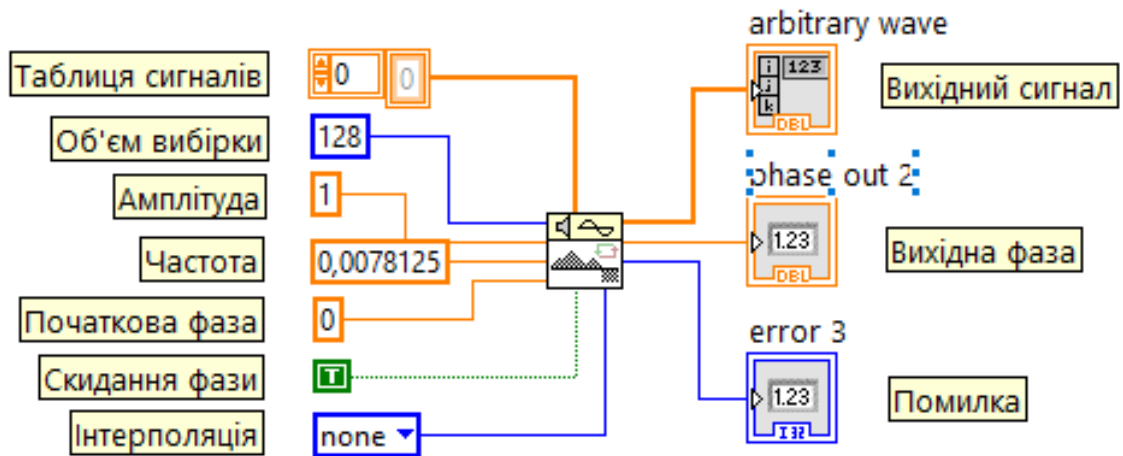 arbitrary wave
Таблиця сигналів
0
0
i
j
k
123
DBL
Вихідний сигнал
Об'єм вибірки
128
phase out 2
Амплітуда
1
1.23
DBL
Вихідна фаза
Частота
0,0078125
Початкова фаза
0
error 3
Скидання фази
T
1.23
I32
Помилка
Інтерполяція
none